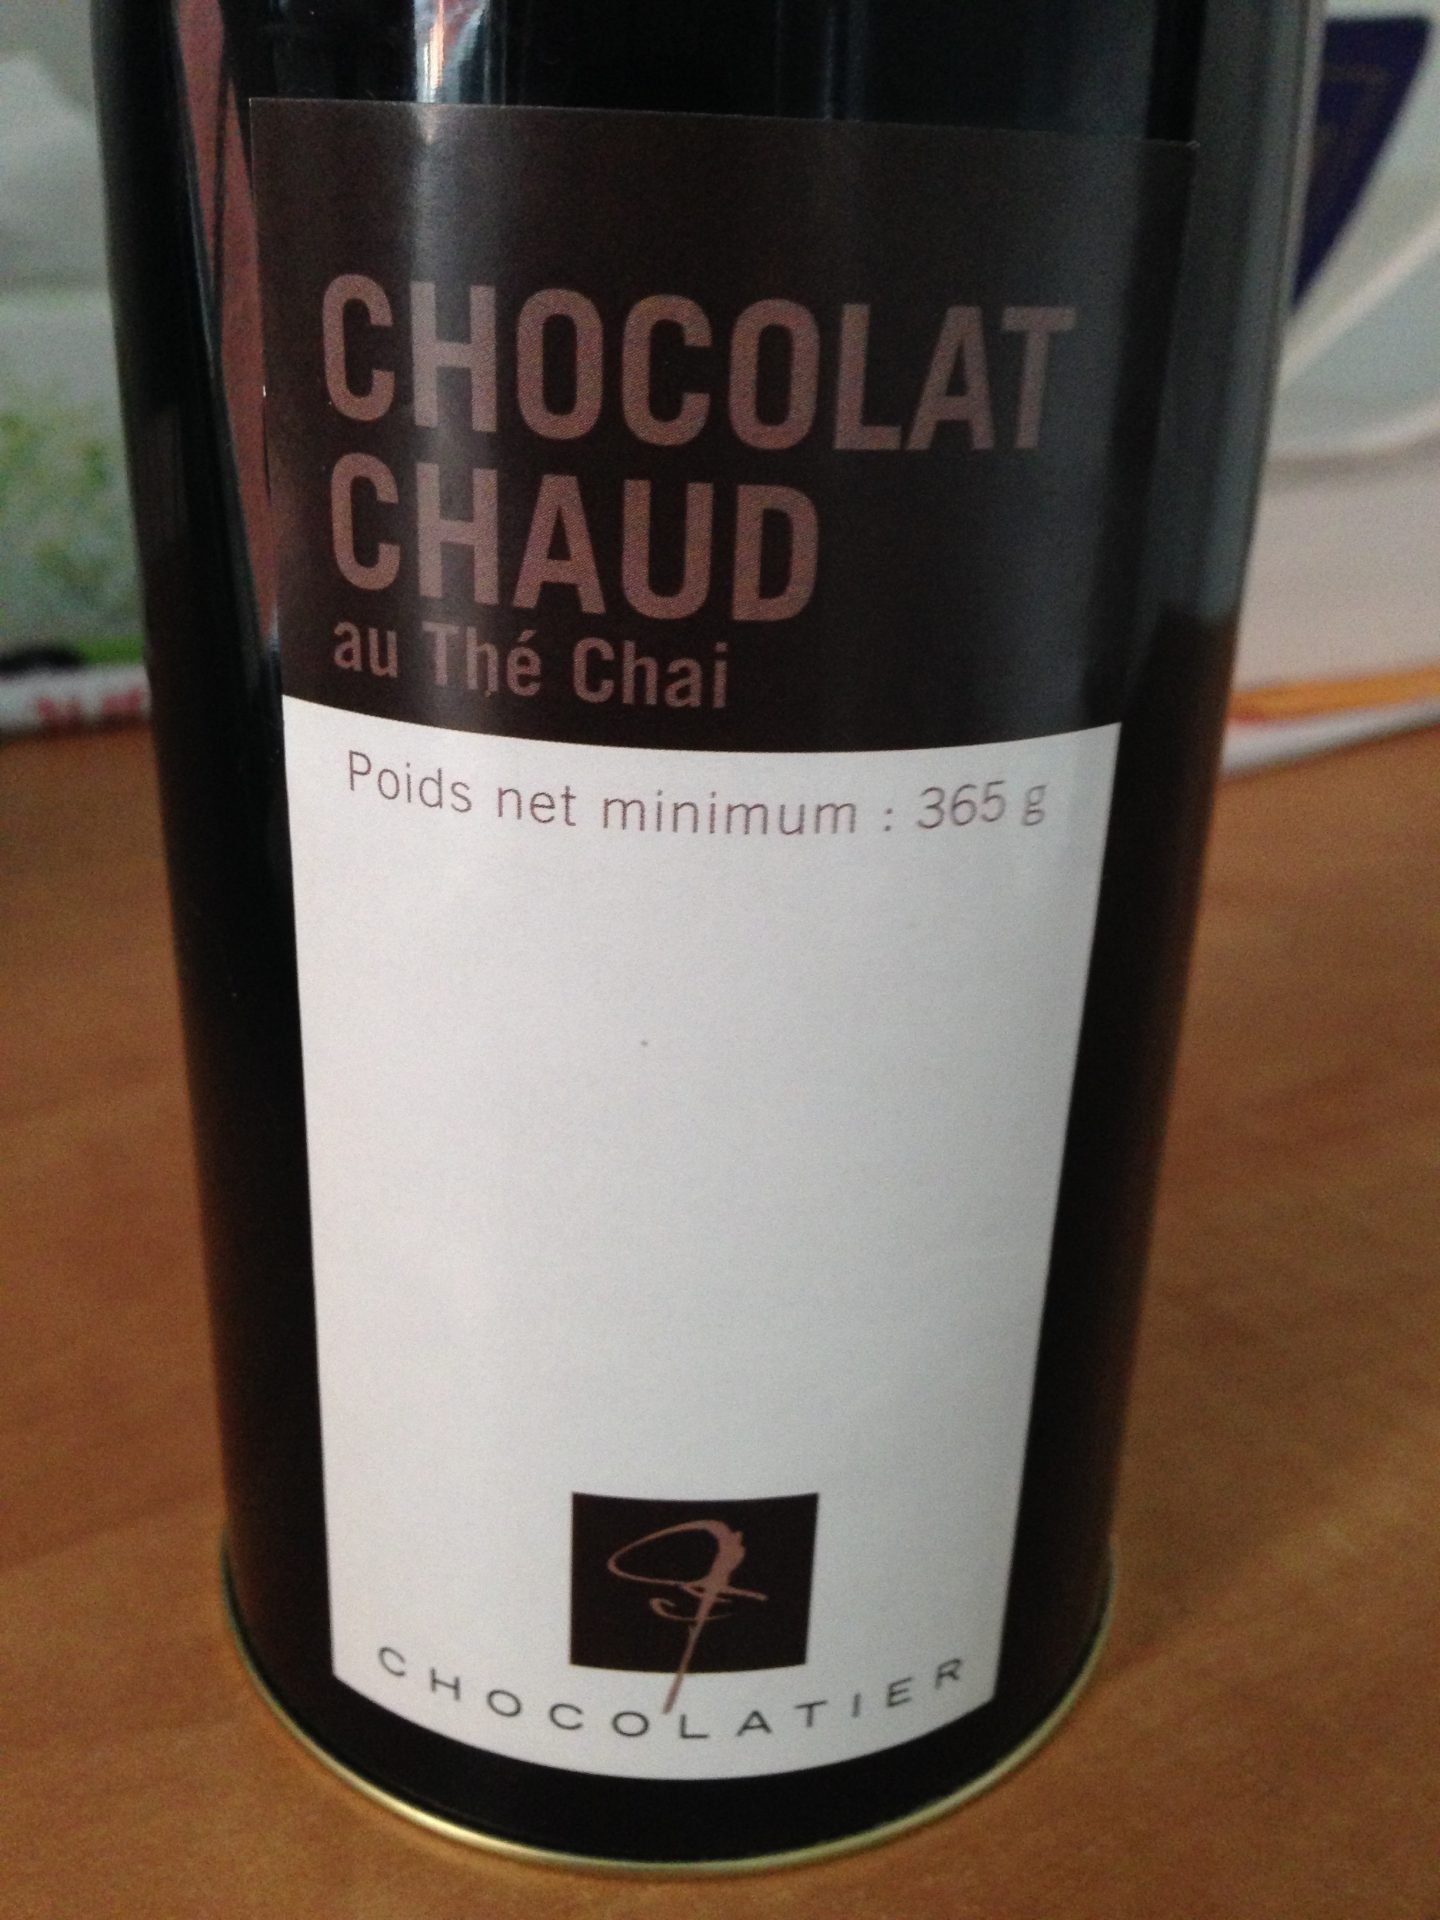 CHOCOLAT
CHAUD
au Thé Chai
Poids net minimum : 365 g
CHOCOLATIER